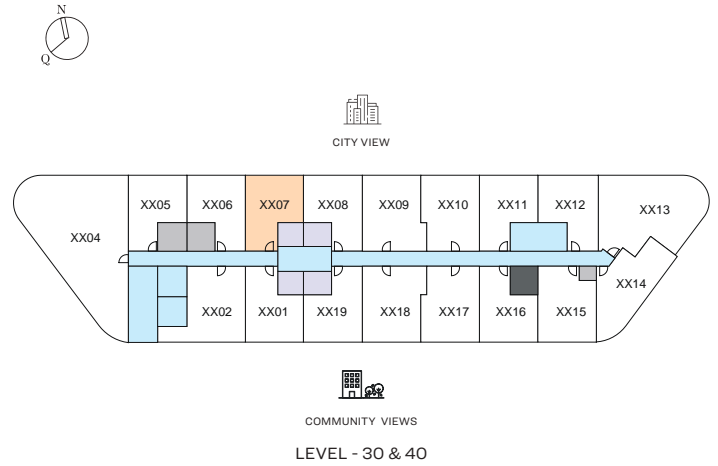 N
Q
CITY VIEW
XX05 XX06 XX07 XX08 XX09 XX10 XX11 XX12
XX13
XX04
XX14
XX02 XX01 XX19 XX18 XX17 XX16 XX15
COMMUNITY VIEWS
LEVEL - 30 & 40